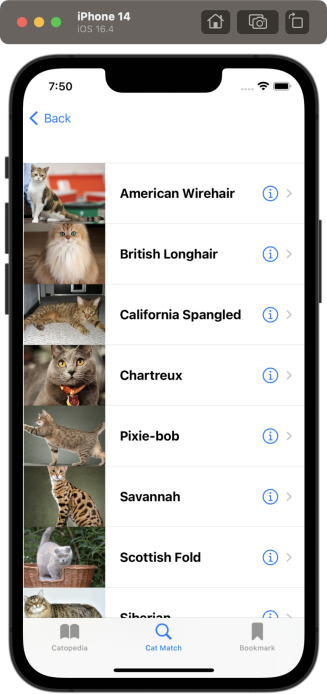 iPhone 14
iOS 16.4
7:50
Back
American Wirehair
British Longhair
California Spangled
Chartreux
Pixie-bob
Savannah
Scottish Fold
Siberian
Catopedia
Cat Match
Bookmark